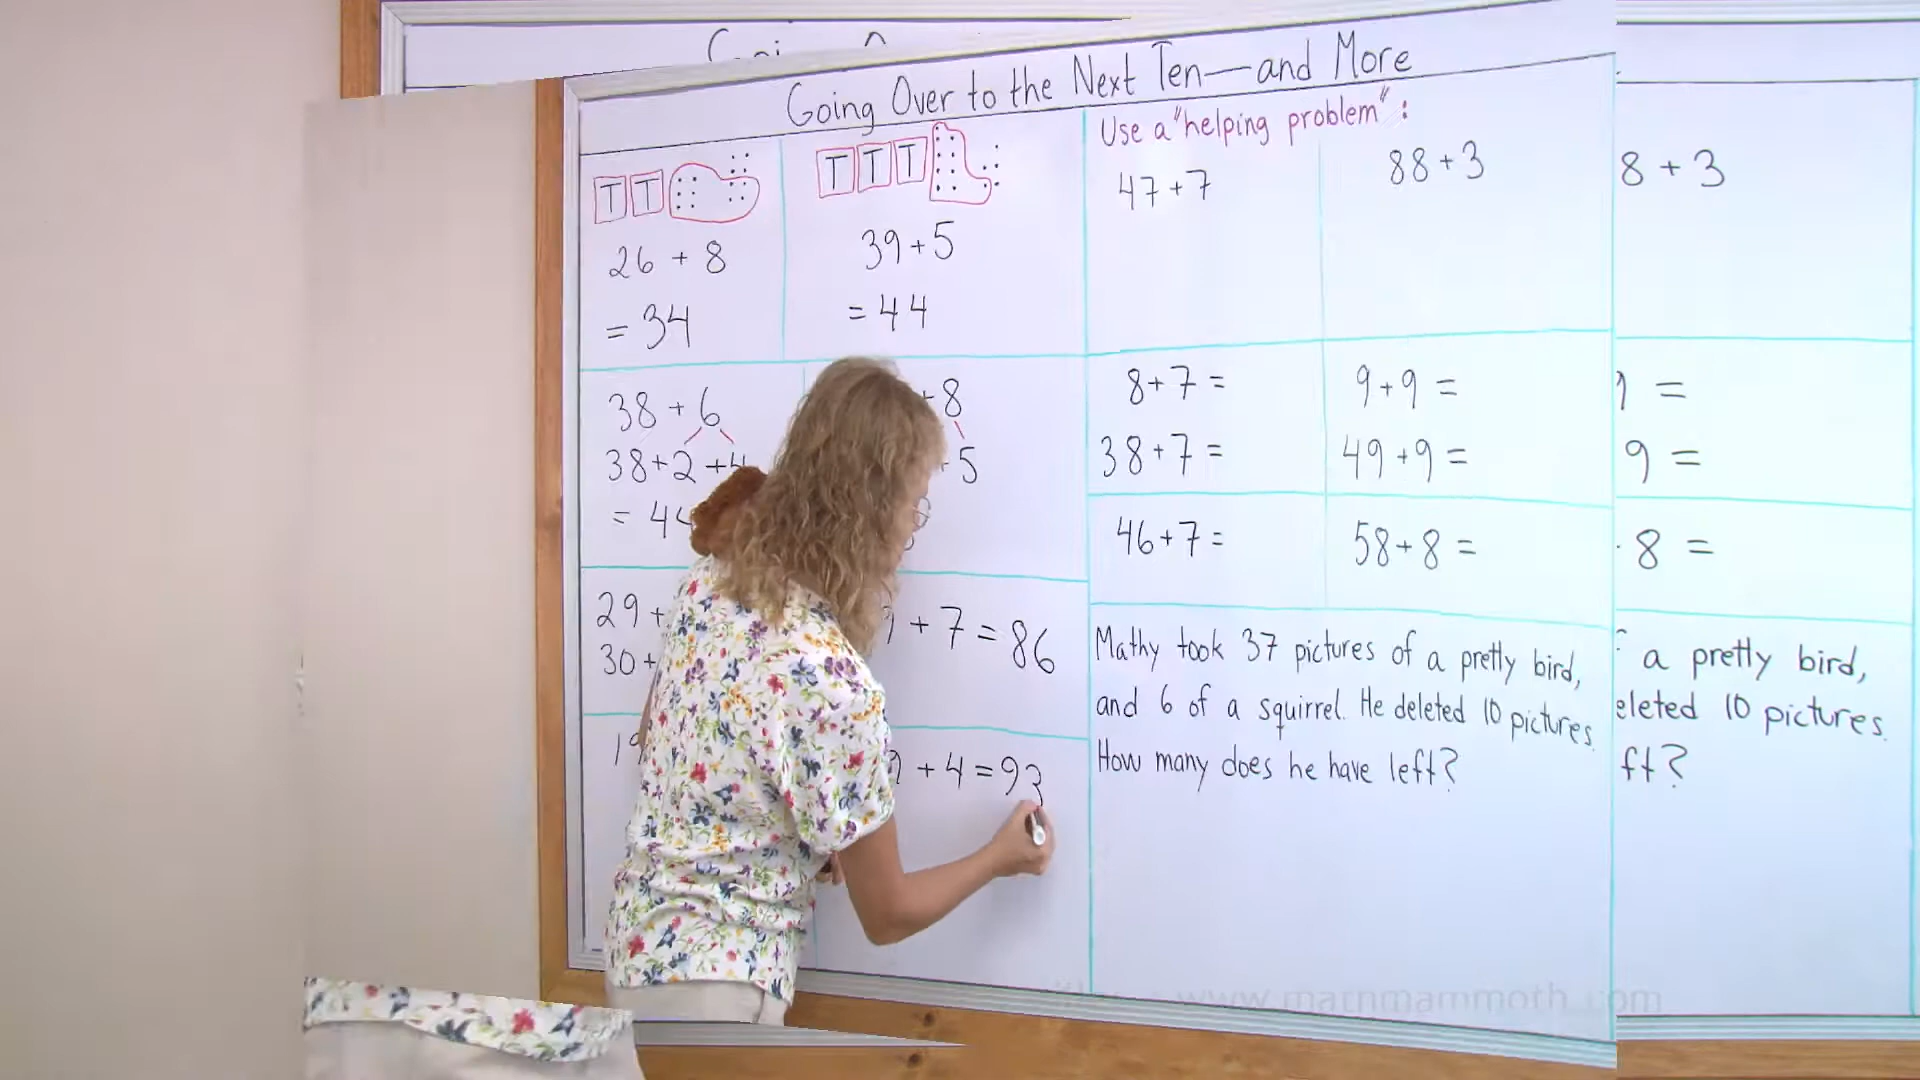 Going Over to the Next Ten—and More
T T
26 + 8
= 34
T T T
39+5
= 44
Use a "helping problem":
47+7
88+3
8 + 3
38 + 6
38+2 +4
= 44
+8
+5
8+7 =
38+7 =
9+9 =
49+9 =
=
9 =
46+7 =
58+8 =
8 =
29 +
30+
+ 7 = 86
19
+ 4 = 93
Mathy took 37 pictures of a pretty bird,
and 6 of a squirrel. He deleted 10 pictures.
How many does he have left?
a pretty bird,
eleted 10 pictures.
ft?
www.mathmammoth.com